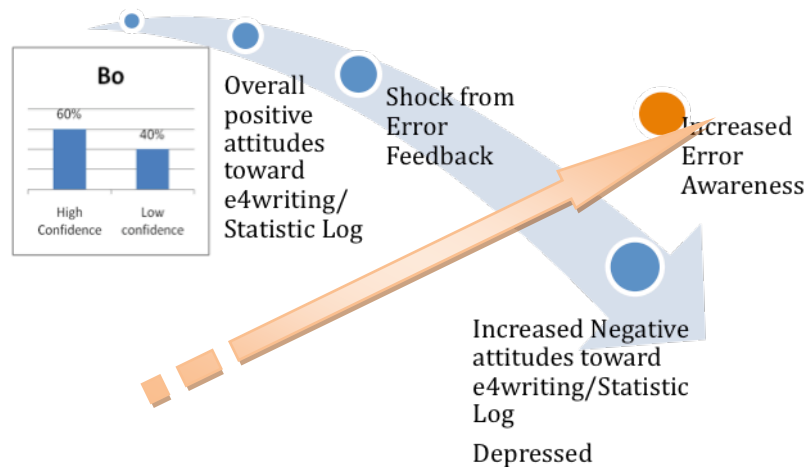 Bo
60%
40%
High
Confidence
Low
confidence
Overall
positive
attitudes
toward
e4writing/
Statistic Log
Shock from
Error
Feedback
Increased
Error
Awareness
Increased Negative
attitudes toward
e4writing/Statistic
Log
Depressed